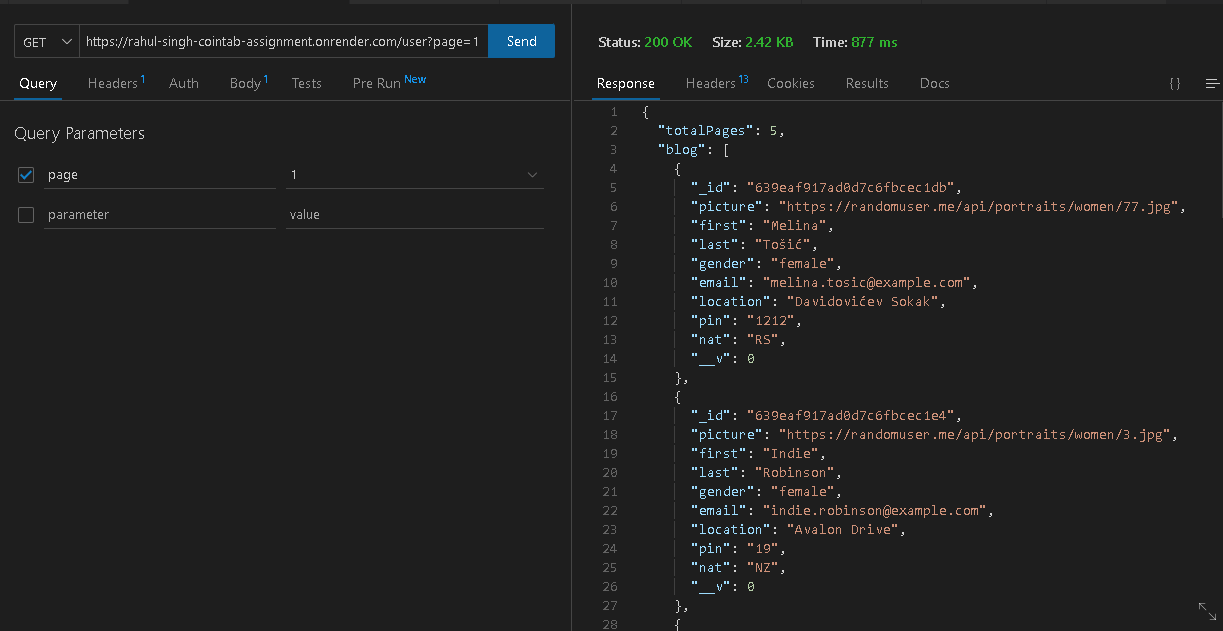 GET https://rahul-singh-cointab-assignment.onrender.com/user?page=1 Send
Query Headers 1 Auth Body 1 Tests Pre Run New
Query Parameters
page 1
parameter value
Status: 200 OK Size: 2.42 KB Time: 877 ms
Response Headers 13 Cookies Results Docs {}
1 {
2 "totalPages": 5,
3 "blog": [
4 {
5 "_id": "639eaf917ad0d7c6fbcec1db",
6 "picture": "https://randomuser.me/api/portraits/women/77.jpg",
7 "first": "Melina",
8 "last": "Tošić",
9 "gender": "female",
10 "email": "melina.tosic@example.com",
11 "location": "Davidovićev Sokak",
12 "pin": "1212",
13 "nat": "RS",
14 "__v": 0
15 },
16 {
17 "_id": "639eaf917ad0d7c6fbcec1e4",
18 "picture": "https://randomuser.me/api/portraits/women/3.jpg",
19 "first": "Indie",
20 "last": "Robinson",
21 "gender": "female",
22 "email": "indie.robinson@example.com",
23 "location": "Avalon Drive",
24 "pin": "19",
25 "nat": "NZ",
26 "__v": 0
27 },
28 {